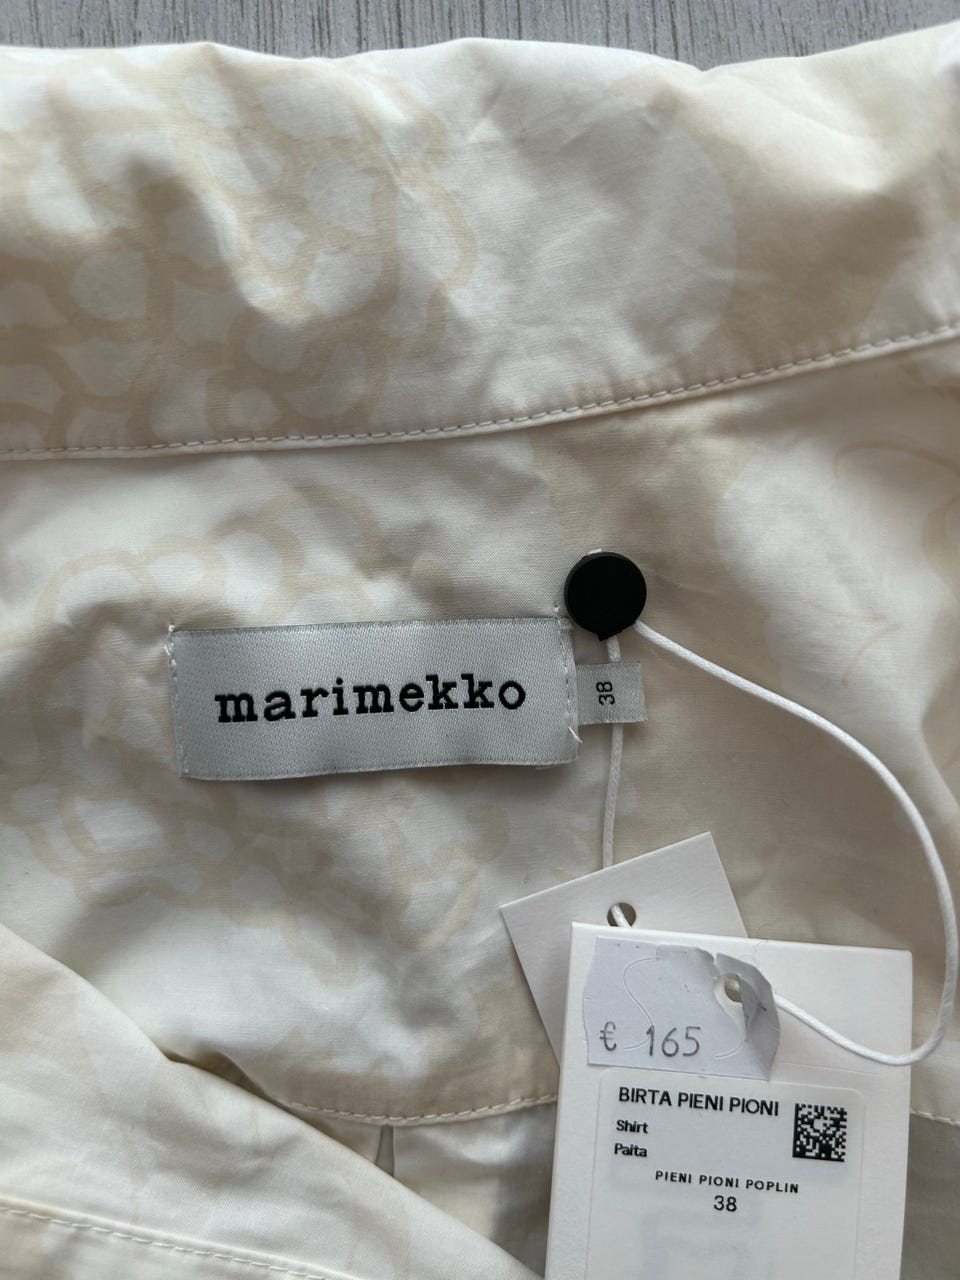 marimekko
38
€ 165
BIRTA PIENI PIONI
Shirt
Paita
PIENI PIONI POPLIN
38